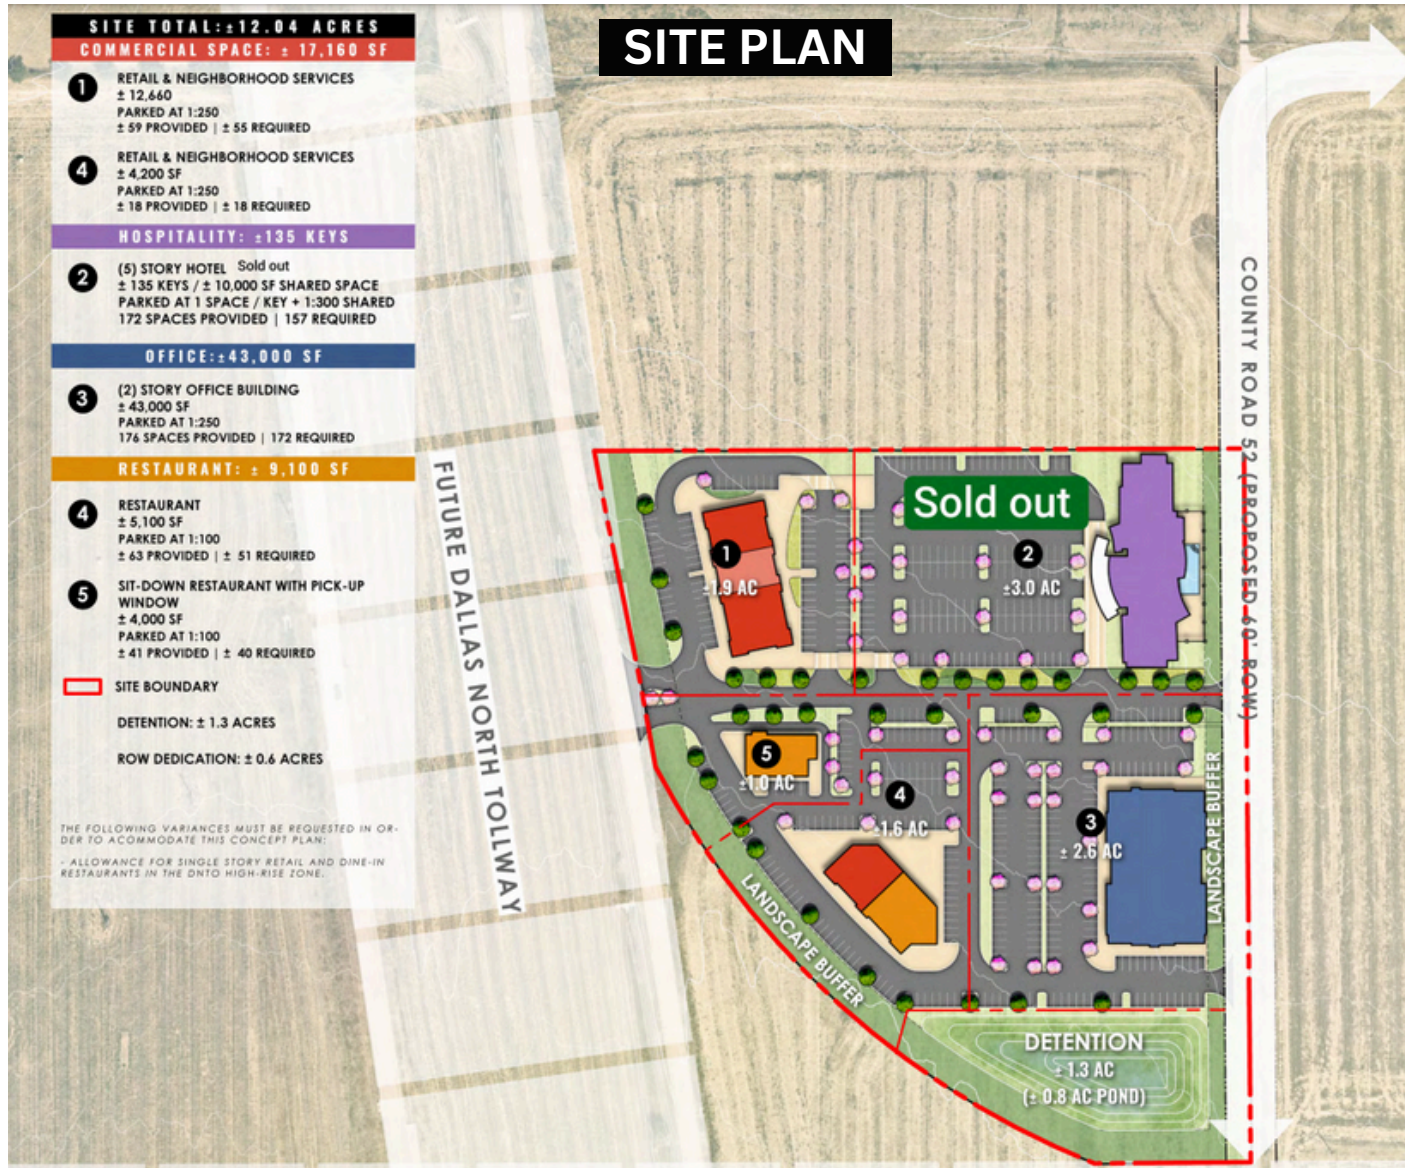 SITE PLAN
SITE TOTAL:±12.04 ACRES
COMMERCIAL SPACE: ± 17,160 SF
1
RETAIL & NEIGHBORHOOD SERVICES
± 12,660
PARKED AT 1:250
± 59 PROVIDED | ± 55 REQUIRED
4
RETAIL & NEIGHBORHOOD SERVICES
± 4,200 SF
PARKED AT 1:250
± 18 PROVIDED | ± 18 REQUIRED
HOSPITALITY: ±135 KEYS
2
(5) STORY HOTEL Sold out
± 135 KEYS / ± 10,000 SF SHARED SPACE
PARKED AT 1 SPACE / KEY + 1:300 SHARED
172 SPACES PROVIDED | 157 REQUIRED
OFFICE:±43,000 SF
3
(2) STORY OFFICE BUILDING
± 43,000 SF
PARKED AT 1:250
176 SPACES PROVIDED | 172 REQUIRED
RESTAURANT: ± 9,100 SF
4
RESTAURANT
± 5,100 SF
PARKED AT 1:100
± 63 PROVIDED | ± 51 REQUIRED
5
SIT-DOWN RESTAURANT WITH PICK-UP
WINDOW
± 4,000 SF
PARKED AT 1:100
± 41 PROVIDED | ± 40 REQUIRED
SITE BOUNDARY
DETENTION: ± 1.3 ACRES
ROW DEDICATION: ± 0.6 ACRES
THE FOLLOWING VARIANCES MUST BE REQUESTED IN OR-
DER TO ACOMMODATE THIS CONCEPT PLAN:
- ALLOWANCE FOR SINGLE STORY RETAIL AND DINE-IN
RESTAURANTS IN THE DNTO HIGH-RISE ZONE.
FUTURE DALLAS NORTH TOLLWAY
COUNTY ROAD 52 (PROPOSED 60' ROW)
Sold out
1
±1.9 AC
2
±3.0 AC
5
±1.0 AC
4
±1.6 AC
3
± 2.6 AC
LANDSCAPE BUFFER
LANDSCAPE BUFFER
DETENTION
± 1.3 AC
(± 0.8 AC POND)